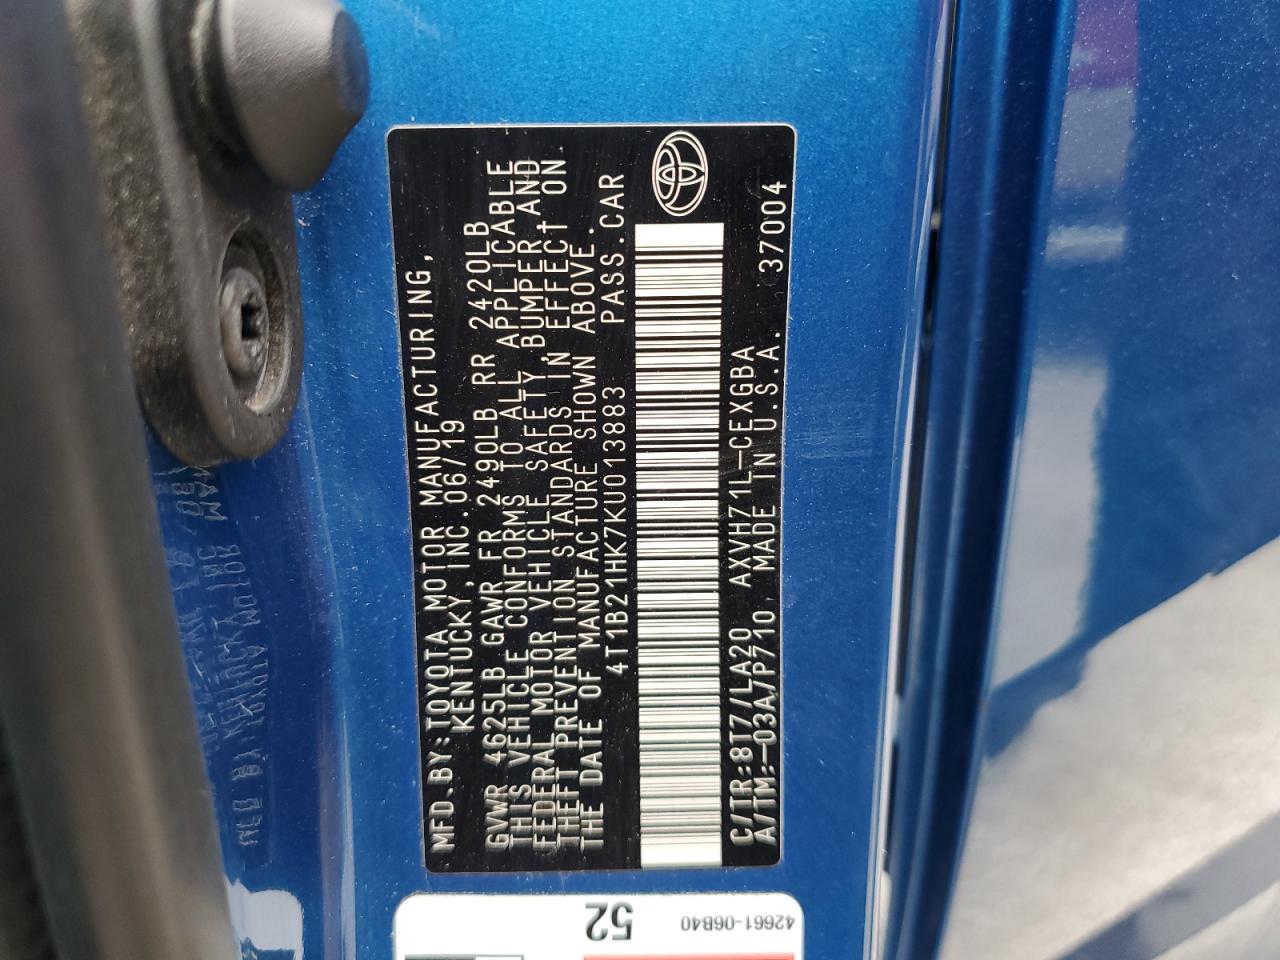 MFD.BY:TOYOTA MOTOR MANUFACTURING,
KENTUCKY, INC. 06/19
GVWR 4625LB GAWR FR 2490LB RR 2420LB
THIS VEHICLE CONFORMS TO ALL APPLICABLE
FEDERAL MOTOR VEHICLE SAFETY, BUMPER, AND
THEFT PREVENTION STANDARDS IN EFFECT ON
THE DATE OF MANUFACTURE SHOWN ABOVE.
4T1B21HK7KU013883 PASS.CAR
C/TR:8T7/LA20 AXVH71L-CEXGBA
A/TM:-03A/P710, MADE IN U.S.A. 37004
52
42661-06B40